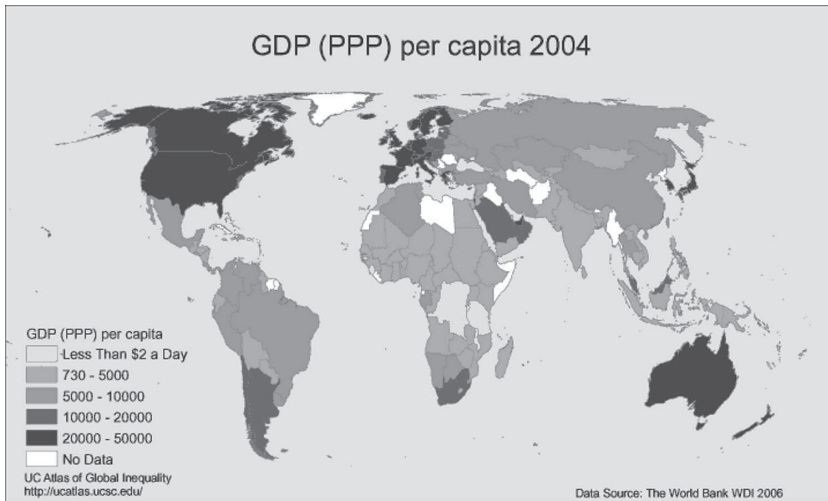 GDP (PPP) per capita 2004
GDP (PPP) per capita
Less Than $2 a Day
730 - 5000
5000 - 10000
10000 - 20000
20000 - 50000
No Data
UC Atlas of Global Inequality
http://ucatlas.ucsc.edu/
Data Source: The World Bank WDI 2006